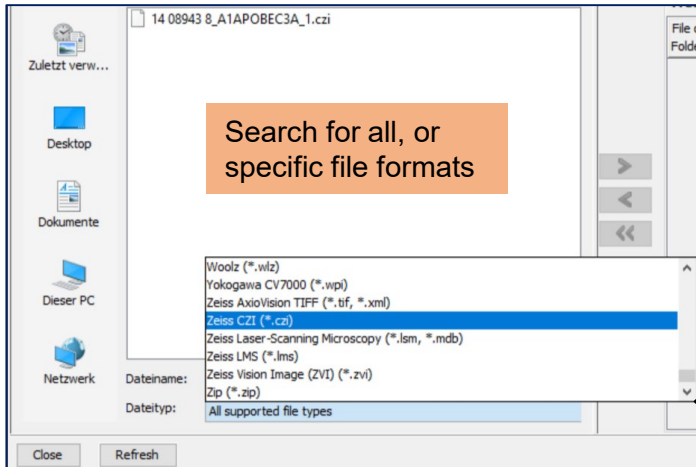 14 08943 8_A1APOBEC3A_1.czi
File
Folde
Zuletzt verw...
Desktop
Dokumente
Dieser PC
Netzwerk
Search for all, or
specific file formats
>
<
<<
Woolz (*.wlz)
Yokogawa CV7000 (*.wpi)
Zeiss AxioVision TIFF (*.tif, *.xml)
Zeiss CZI (*.czi)
Zeiss Laser-Scanning Microscopy (*.lsm, *.mdb)
Zeiss LMS (*.lms)
Zeiss Vision Image (ZVI) (*.zvi)
Zip (*.zip)
Dateiname:
Dateityp:
All supported file types
Close
Refresh